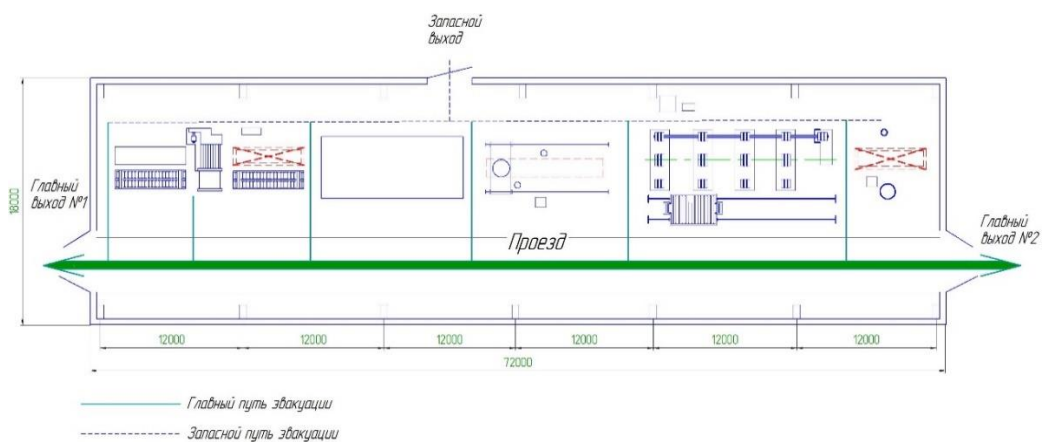 Запасной
выход
18000
Главный
выход №1
Главный
выход №2
Проезд
12000
12000
12000
12000
12000
12000
72000
Главный путь эвакуации
Запасной путь эвакуации